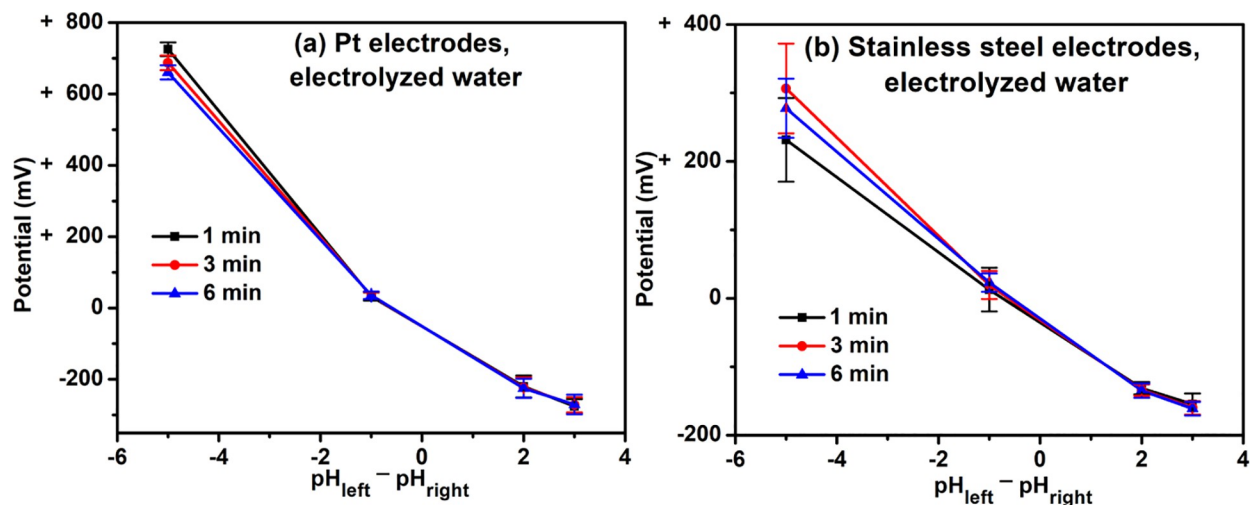 (a) Pt electrodes,
electrolyzed water
Potential (mV)
+ 800
+ 600
+ 400
+ 200
0
-200
1 min
3 min
6 min
-6 -4 -2 0 2 4
pHleft – pHright
(b) Stainless steel electrodes,
electrolyzed water
Potential (mV)
+ 400
+ 200
0
-200
1 min
3 min
6 min
-6 -4 -2 0 2 4
pHleft – pHright